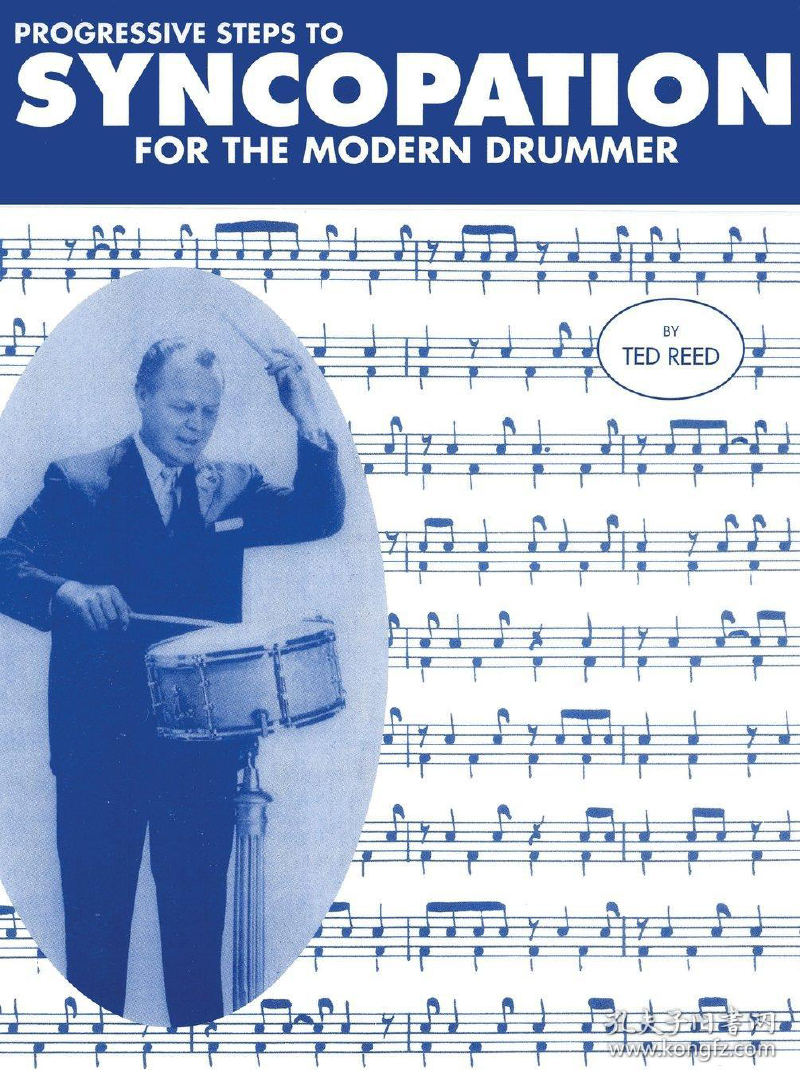 PROGRESSIVE STEPS TO
SYNCOPATION
FOR THE MODERN DRUMMER
BY
TED REED
孔夫子旧书网
www.kongfz.com